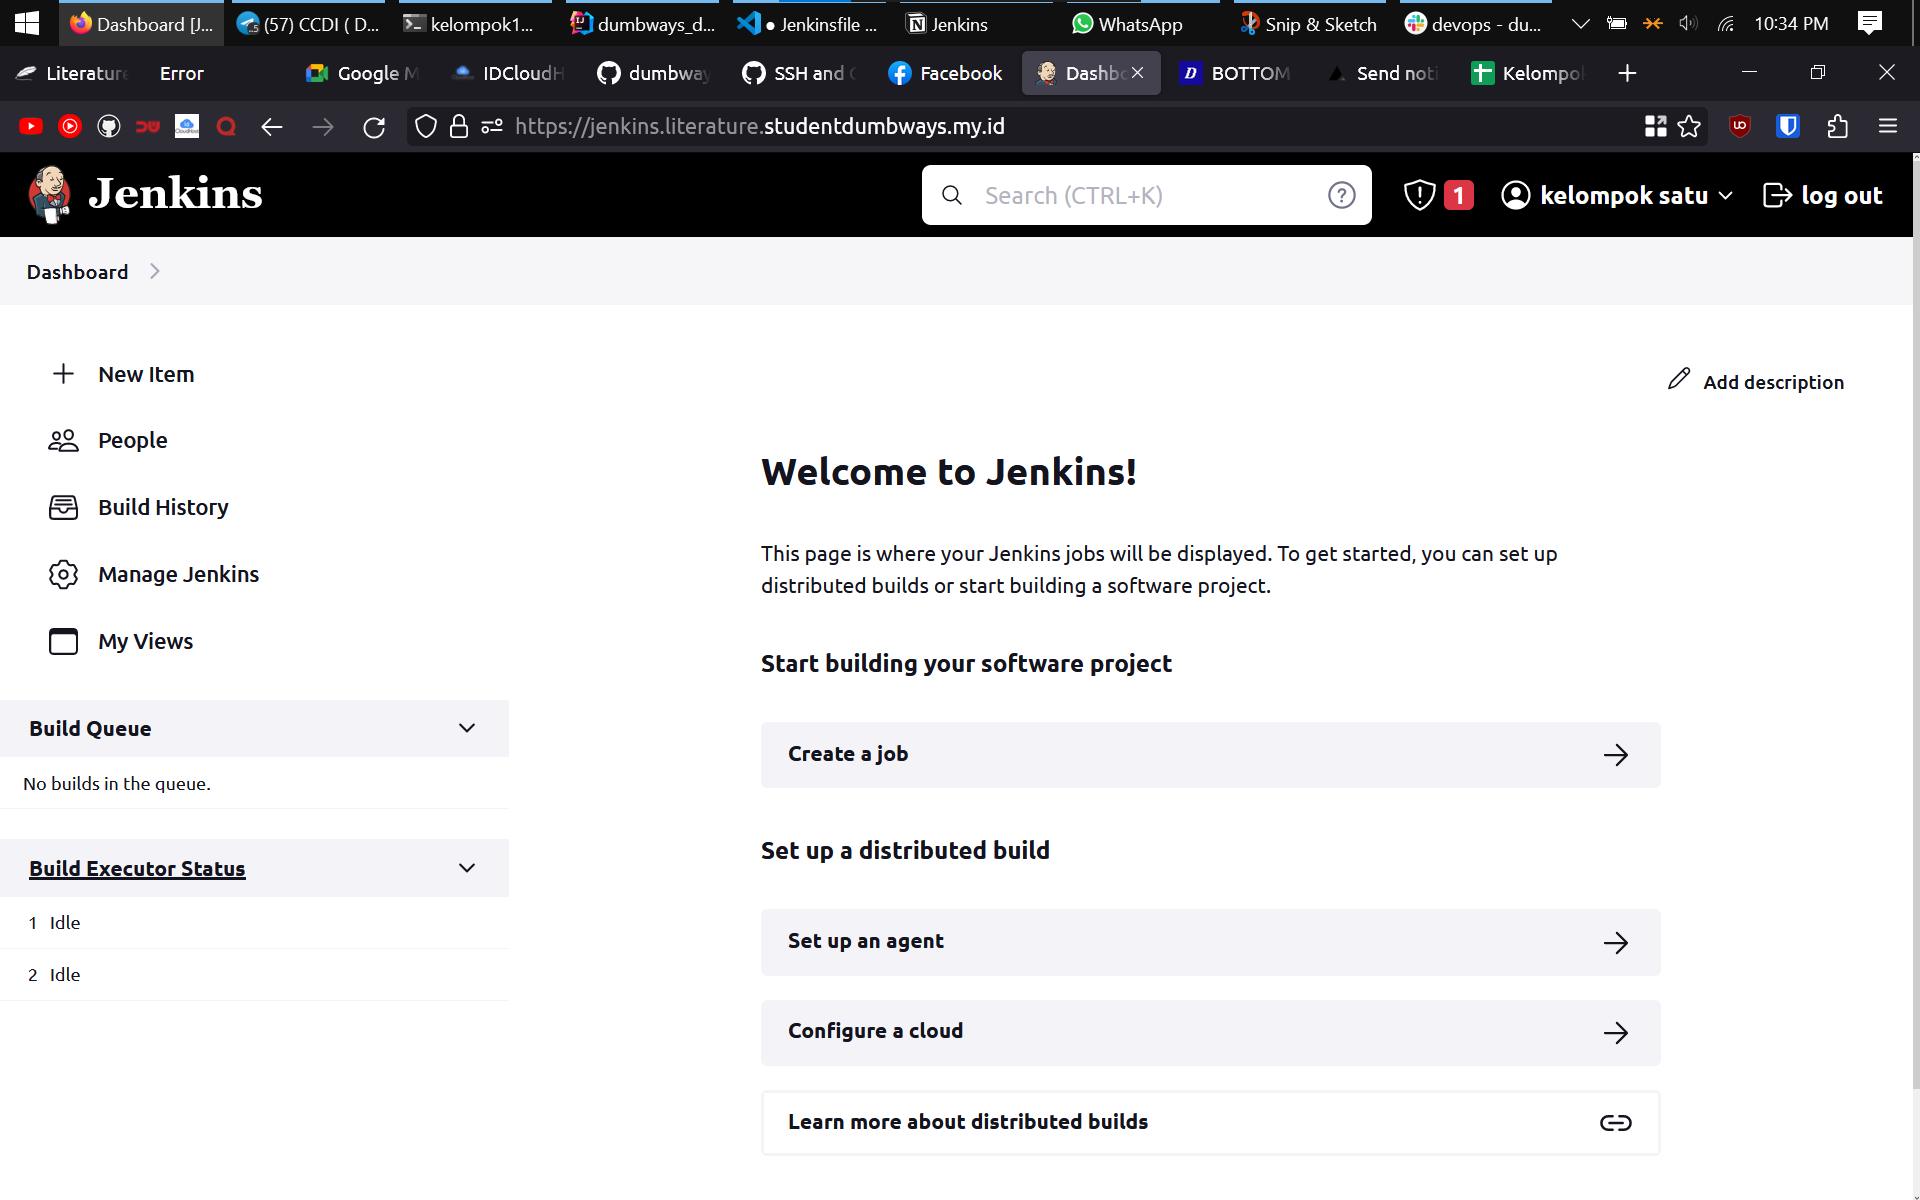 Dashboard [J...
(57) CCDI ( D...
kelompok1...
dumbways_d...
● Jenkinsfile ...
Jenkins
WhatsApp
Snip & Sketch
devops - du...
10:34 PM
Literature
Error
Google M
IDCloudH
dumbway
SSH and
Facebook
Dashb
BOTTOM
Send noti
Kelompo
https://jenkins.literature.studentdumbways.my.id
Jenkins
Search (CTRL+K)
1
kelompok satu
log out
Dashboard
New Item
Add description
People
Build History
Manage Jenkins
My Views
Welcome to Jenkins!
This page is where your Jenkins jobs will be displayed. To get started, you can set up
distributed builds or start building a software project.
Start building your software project
Build Queue
No builds in the queue.
Create a job
Build Executor Status
1 Idle
2 Idle
Set up a distributed build
Set up an agent
Configure a cloud
Learn more about distributed builds